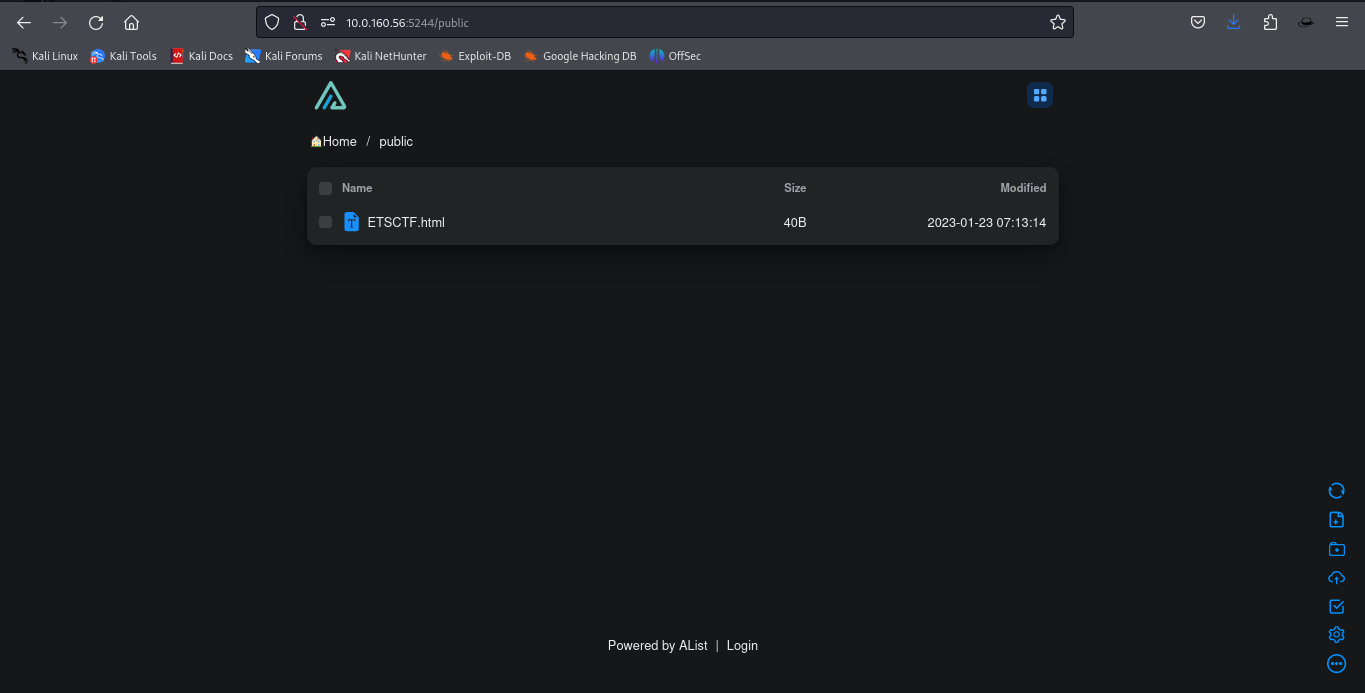 10.0.160.56:5244/public
Kali Linux Kali Tools Kali Docs Kali Forums Kali NetHunter Exploit-DB Google Hacking DB OffSec
Home / public
Name Size Modified
ETSCTF.html 40B 2023-01-23 07:13:14
Powered by AList | Login